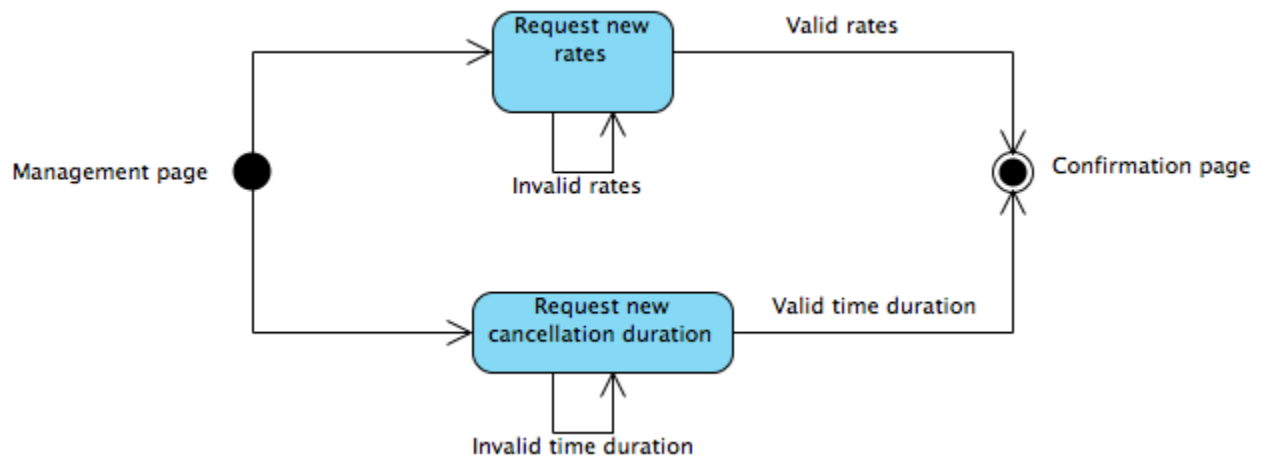 Request new
rates
Valid rates
Management page
Confirmation page
Invalid rates
Request new
cancellation duration
Valid time duration
Invalid time duration